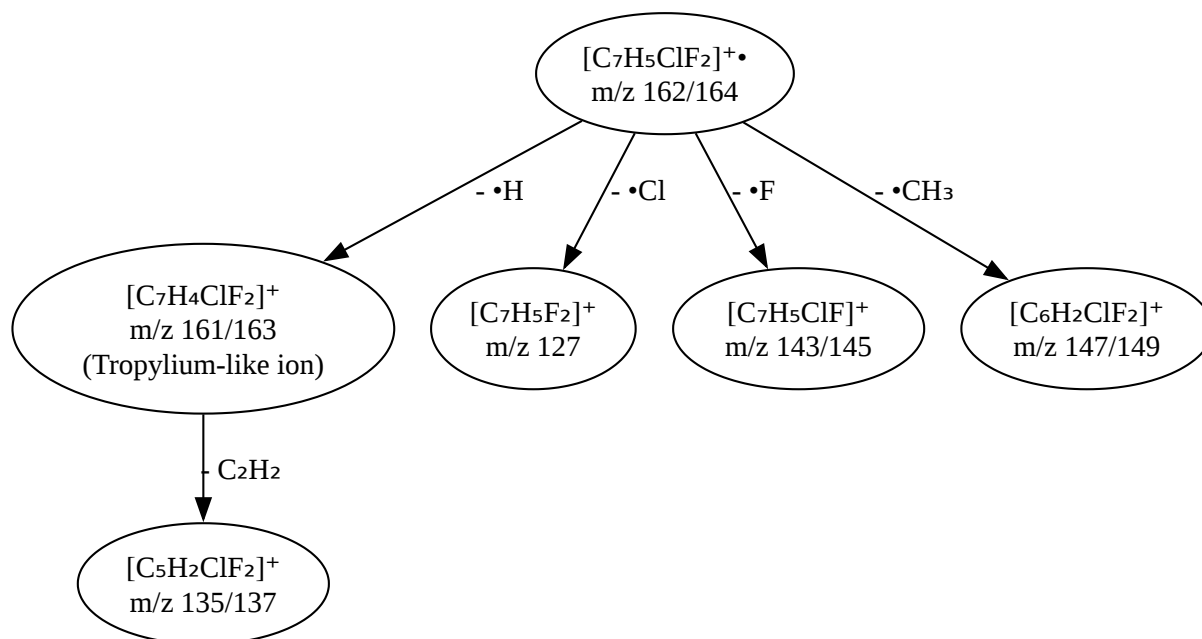 [C₇H₅ClF₂]⁺•
m/z 162/164
- •H
- •Cl
- •F
- •CH₃
[C₇H₄ClF₂]⁺
m/z 161/163
(Tropylium-like ion)
[C₇H₅F₂]⁺
m/z 127
[C₇H₅ClF]⁺
m/z 143/145
[C₆H₂ClF₂]⁺
m/z 147/149
- C₂H₂
[C₅H₂ClF₂]⁺
m/z 135/137